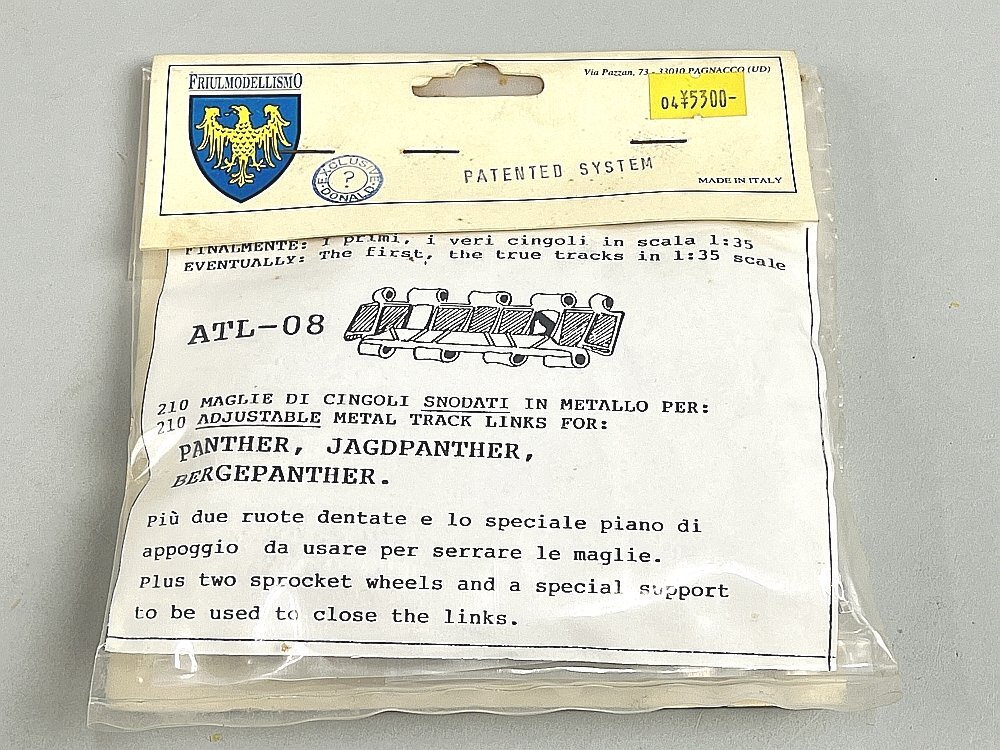 FRIULMODELLISMO
Via Pazzan, 73 - 33010 PAGNACCO (UD)
04¥5300-
EXCLUSIVE
?
DONALD
PATENTED SYSTEM
MADE IN ITALY
FINALMENTE: I primi, i veri cingoli in scala 1:35
EVENTUALLY: The first, the true tracks in 1:35 scale
ATL-08
210 MAGLIE DI CINGOLI SNODATI IN METALLO PER:
210 ADJUSTABLE METAL TRACK LINKS FOR:
PANTHER, JAGDPANTHER,
BERGEPANTHER.
Più due ruote dentate e lo speciale piano di
appoggio da usare per serrare le maglie.
Plus two sprocket wheels and a special support
to be used to close the links.